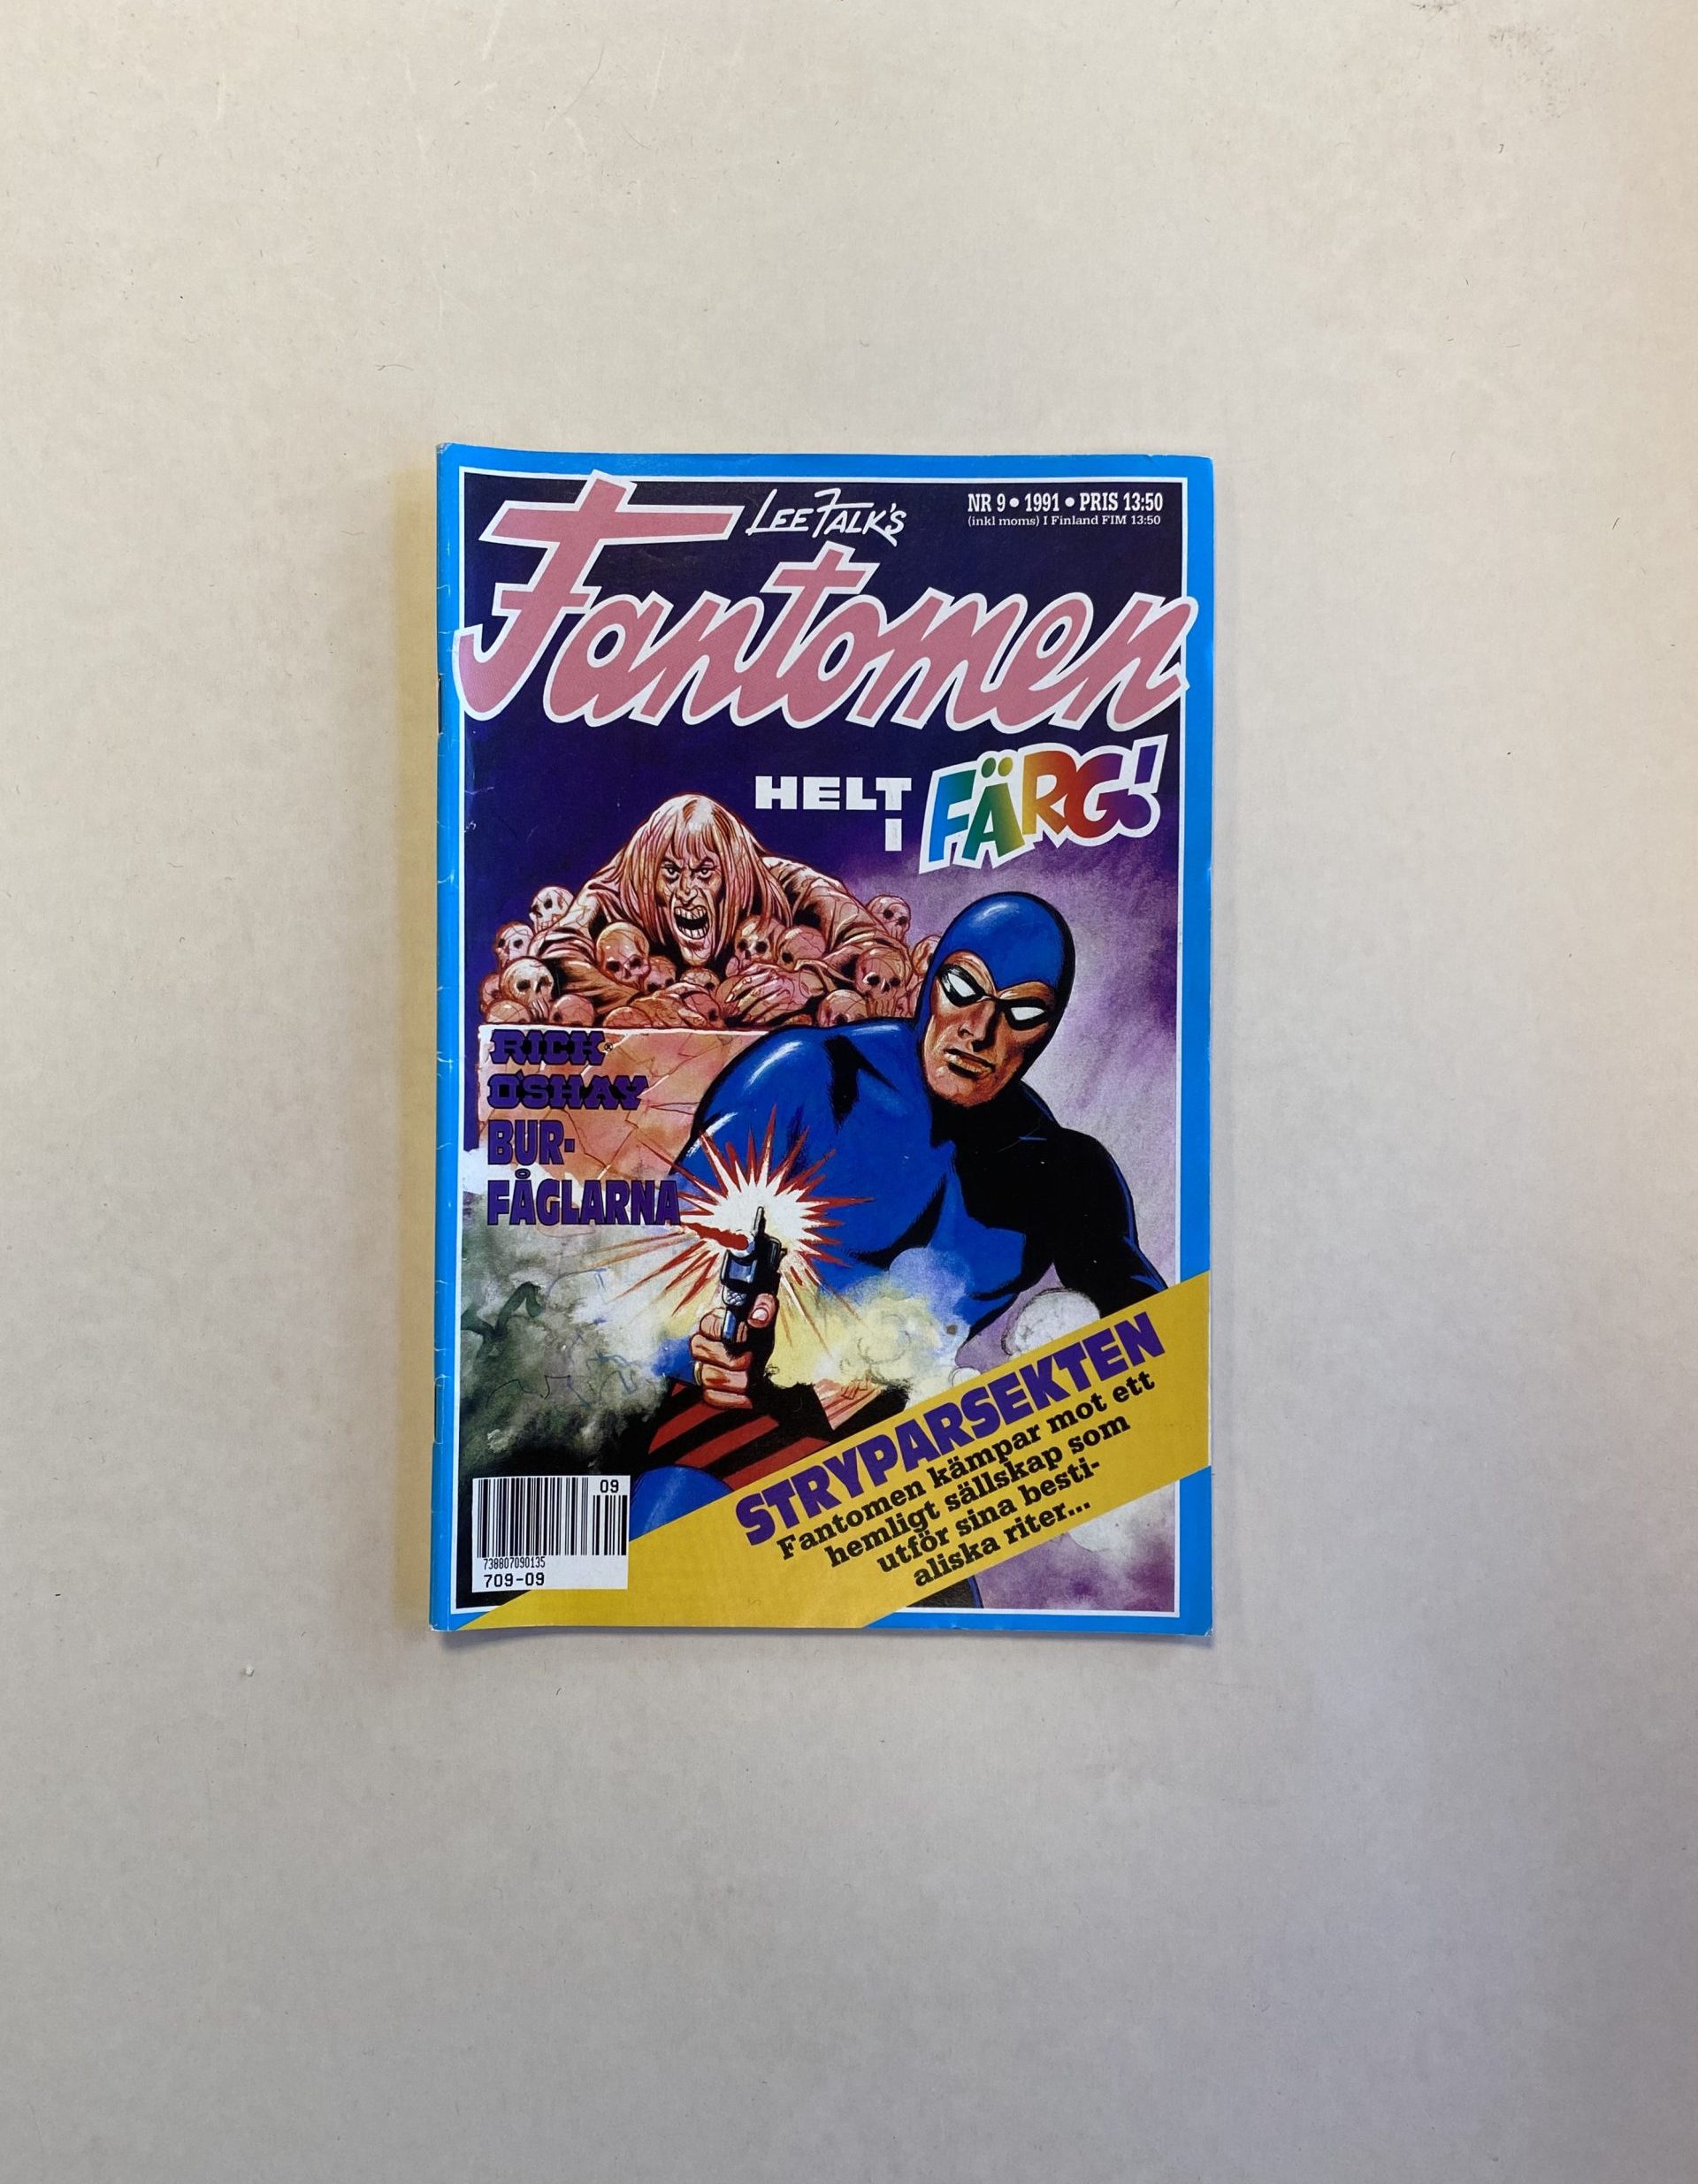 LEE FALK'S
NR 9 • 1991 • PRIS 13:50
(inkl moms) I Finland FIM 13:50
Fantomen
HELT
I
FÄRG!
RICK
O'SHAY
BUR-
FÅGLARNA
STRYPARSEKTEN
Fantomen kämpar mot ett
hemligt sällskap som
utför sina besti-
aliska riter...
09
738807090135
709-09